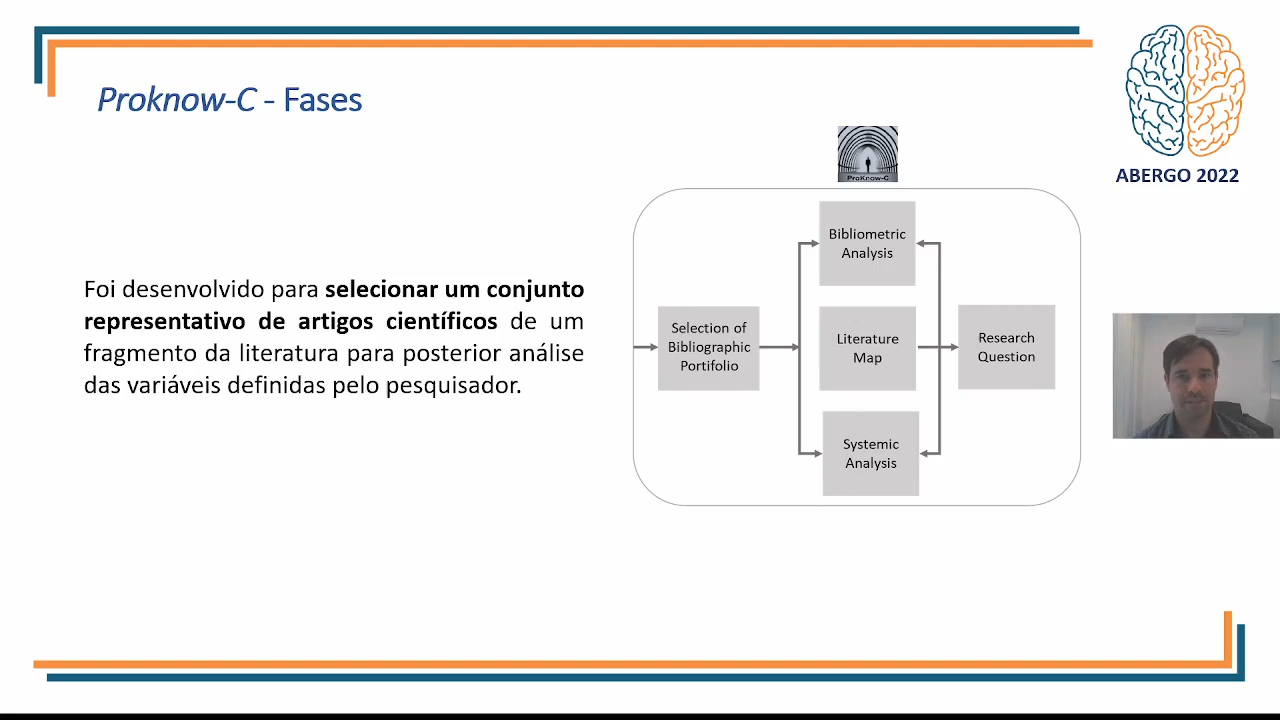 Proknow-C - Fases
ABERGO 2022
Foi desenvolvido para selecionar um conjunto
representativo de artigos científicos de um
fragmento da literatura para posterior análise
das variáveis definidas pelo pesquisador.
ProKnow-C
Selection of
Bibliographic
Portifolio
Bibliometric
Analysis
Literature
Map
Systemic
Analysis
Research
Question